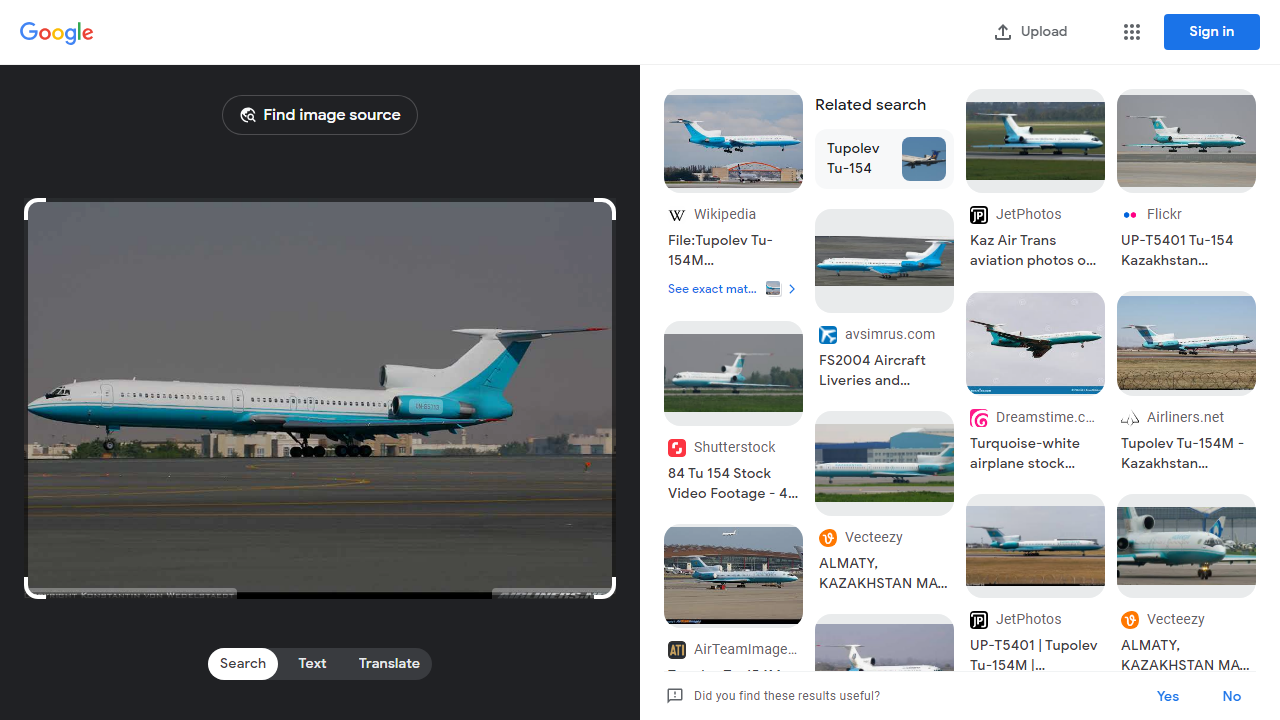 Google
Upload
Sign in
Find image source
Search
Text
Translate
Wikipedia
File:Tupolev Tu-
154M...
See exact mat...
Shutterstock
84 Tu 154 Stock
Video Footage - 4...
AirTeamImage...
Related search
Tupolev
Tu-154
avsimrus.com
FS2004 Aircraft
Liveries and...
Vecteezy
ALMATY,
KAZAKHSTAN MA...
JetPhotos
Kaz Air Trans
aviation photos o...
Dreamstime.c...
Turquoise-white
airplane stock...
JetPhotos
UP-T5401 | Tupolev
Tu-154M |...
Flickr
UP-T5401 Tu-154
Kazakhstan...
Airliners.net
Tupolev Tu-154M -
Kazakhstan...
Vecteezy
ALMATY,
KAZAKHSTAN MA...
Did you find these results useful?
Yes
No